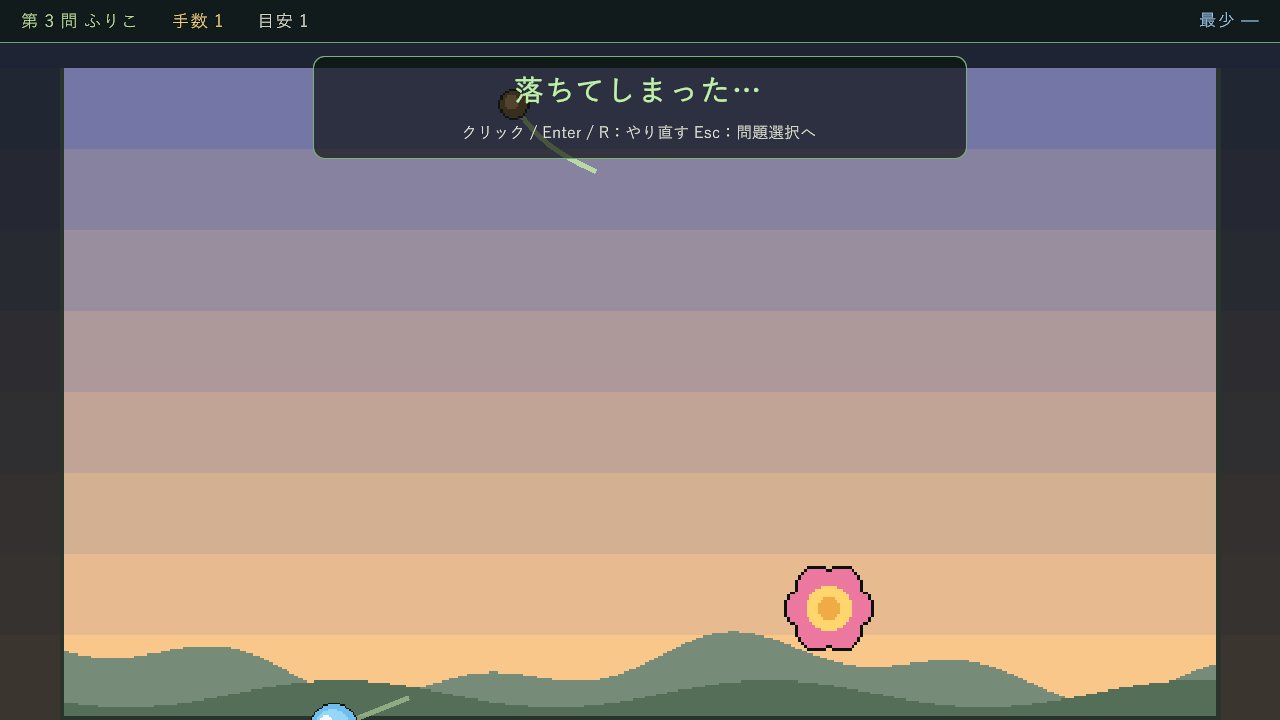 第 3 問 ふりこ 手数 1 目安 1 最少 —
落ちてしまった…
クリック / Enter / R：やり直す Esc：問題選択へ